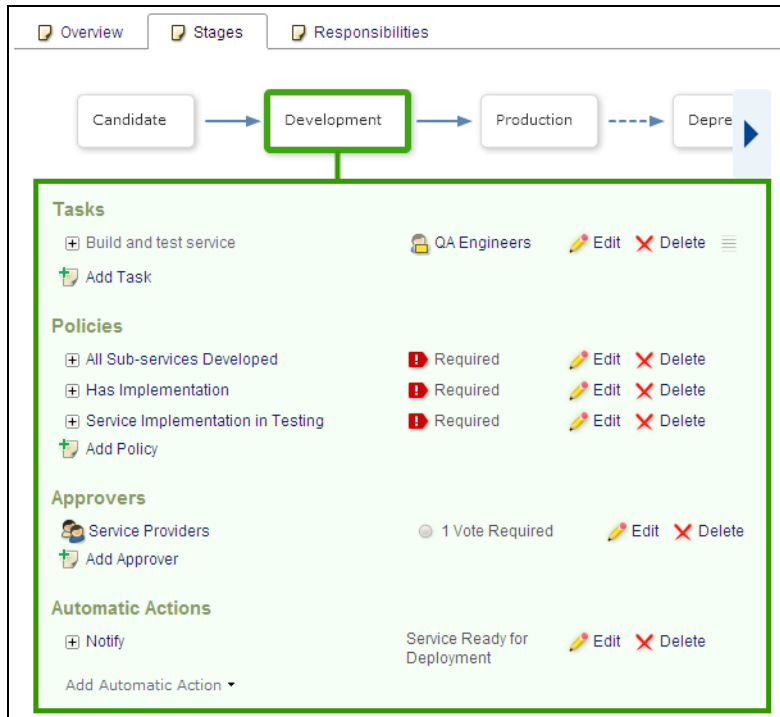 Overview Stages Responsibilities
Candidate Development Production Depre
Tasks
Build and test service QA Engineers Edit Delete
Add Task
Policies
All Sub-services Developed Required Edit Delete
Has Implementation Required Edit Delete
Service Implementation in Testing Required Edit Delete
Add Policy
Approvers
Service Providers 1 Vote Required Edit Delete
Add Approver
Automatic Actions
Notify Service Ready for Edit Delete
Deployment
Add Automatic Action